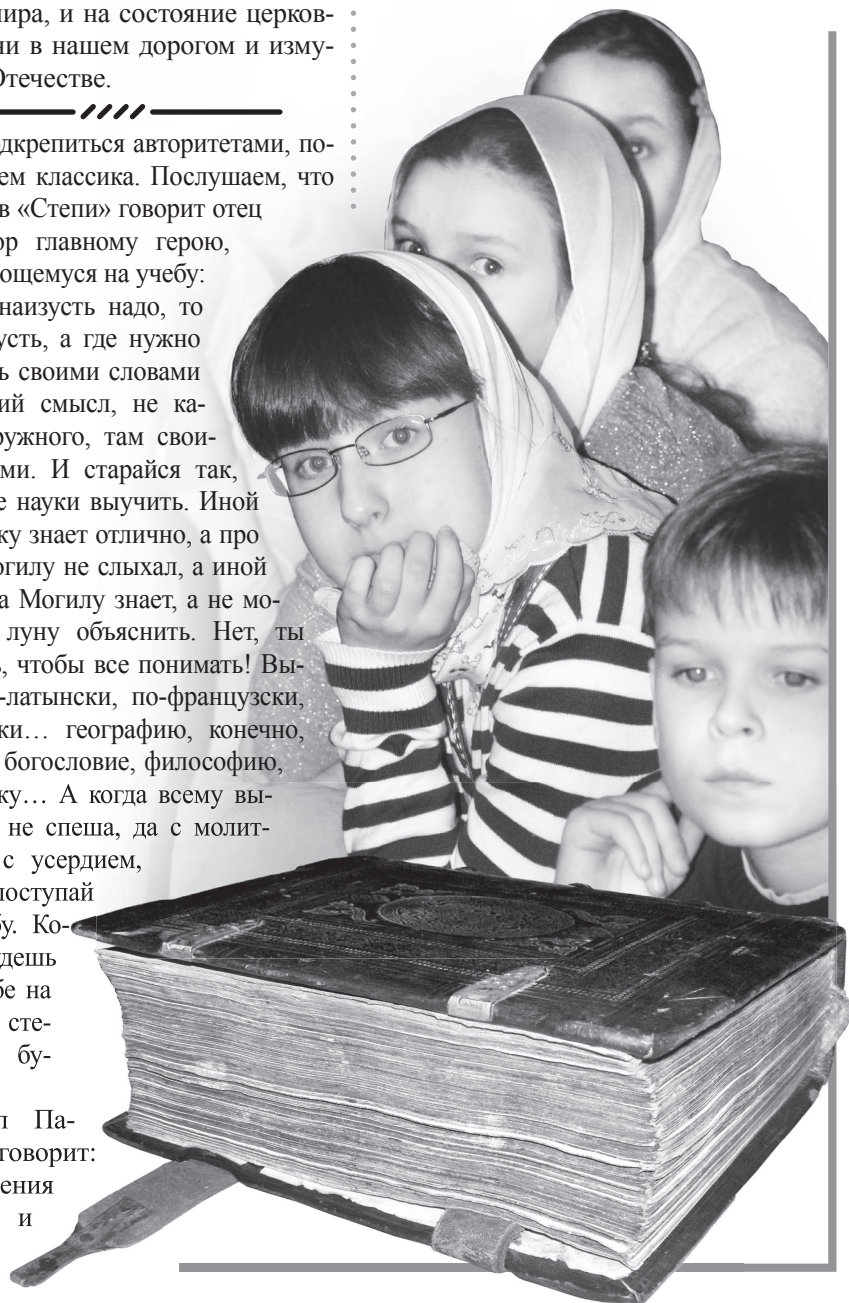 мира, и на состояние церков-
ни в нашем дорогом и изму-
Отечестве.
дкрепиться авторитетами, по-
ем классика. Послушаем, что
в «Степи» говорит отец
ор главному герою,
ющемуся на учебу:
наизусть надо, то
усть, а где нужно
ь своими словами
ий смысл, не ка-
ружного, там свои-
ми. И старайся так,
е науки выучить. Иной
ку знает отлично, а про
огилу не слыхал, а иной
а Могилу знает, а не мо-
луну объяснить. Нет, ты
ь, чтобы все понимать! Вы-
-латынски, по-французски,
ки… географию, конечно,
богословие, философию,
ку… А когда всему вы-
не спеша, да с молит-
с усердием,
поступай
бу. Ко-
удешь
бе на
сте-
бу-
л Па-
говорит:
ения
и